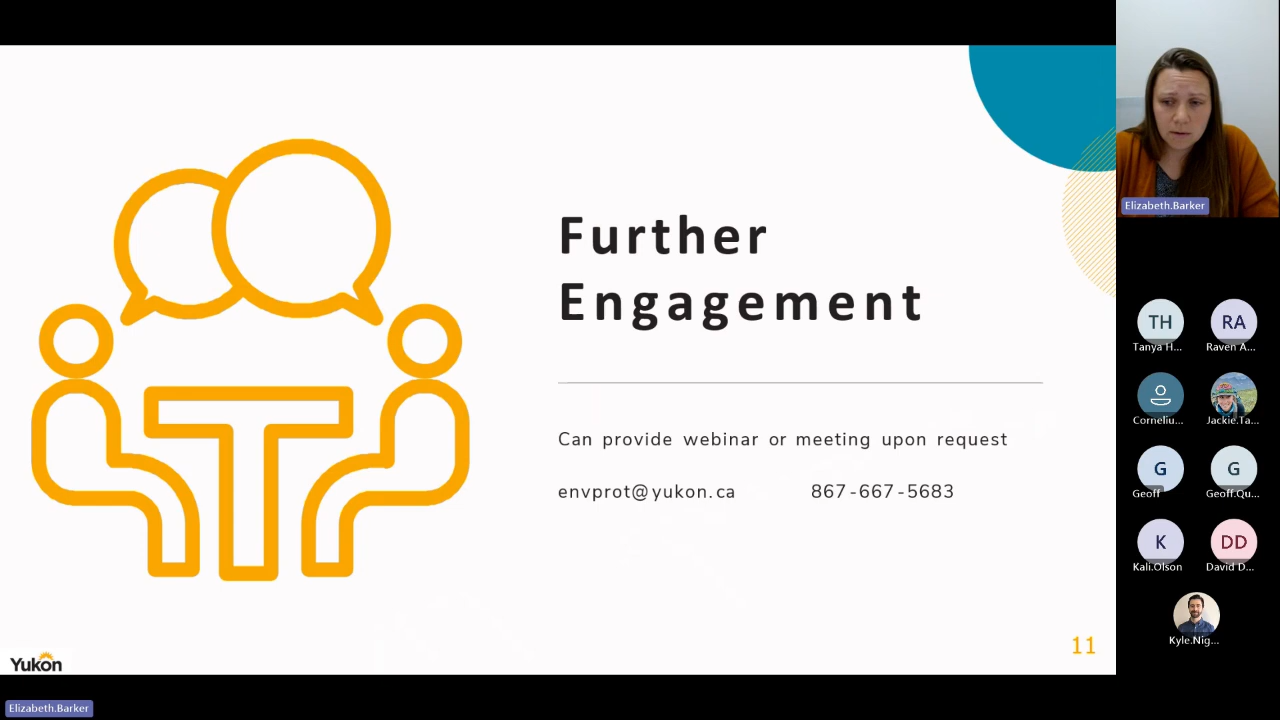 Further
Engagement
Can provide webinar or meeting upon request
envprot@yukon.ca 867-667-5683
11
Yukon
Elizabeth.Barker
Elizabeth.Barker
TH RA
Tanya H... Raven A...
Corneliu... Jackie.Ta...
G G
Geoff Geoff.Qu...
K DD
Kali.Olson David D...
Kyle.Nig...